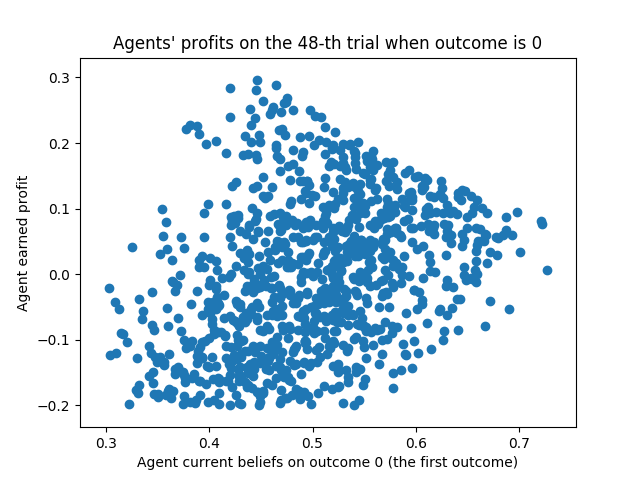 Agents' profits on the 48-th trial when outcome is 0
Agent earned profit
0.3
0.2
0.1
0.0
−0.1
−0.2
0.3 0.4 0.5 0.6 0.7
Agent current beliefs on outcome 0 (the first outcome)